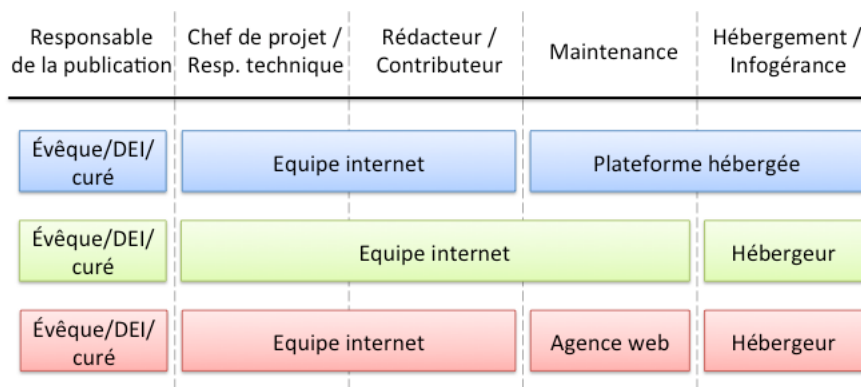 Responsable
de la publication
Chef de projet /
Resp. technique
Rédacteur /
Contributeur
Maintenance
Hébergement /
Infogérance
Évêque/DEI/
curé
Equipe internet
Plateforme hébergée
Évêque/DEI/
curé
Equipe internet
Hébergeur
Évêque/DEI/
curé
Equipe internet
Agence web
Hébergeur